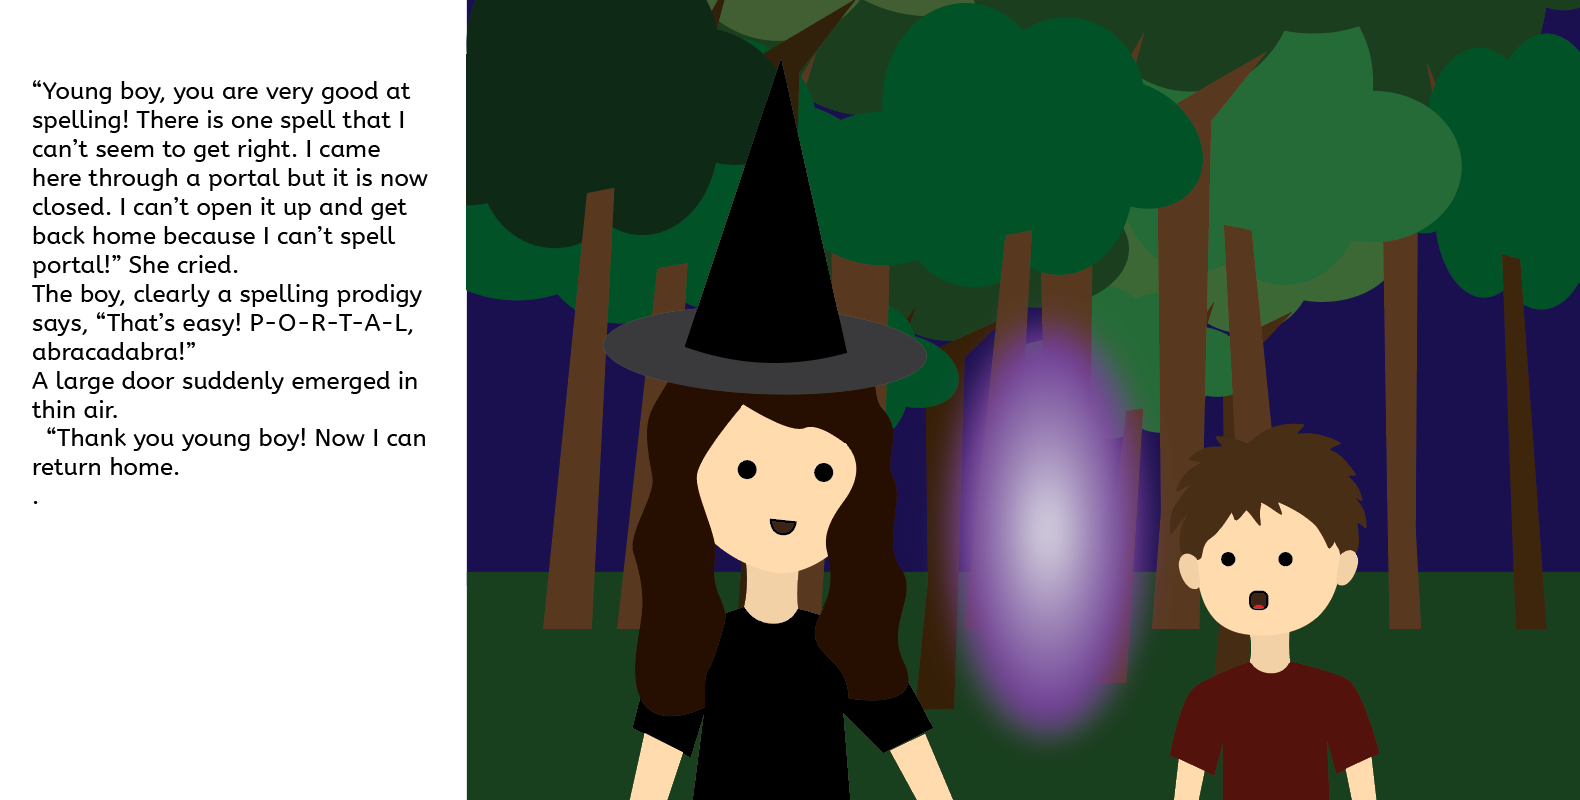 “Young boy, you are very good at
spelling! There is one spell that I
can’t seem to get right. I came
here through a portal but it is now
closed. I can’t open it up and get
back home because I can’t spell
portal!” She cried.
The boy, clearly a spelling prodigy
says, “That’s easy! P-O-R-T-A-L,
abracadabra!”
A large door suddenly emerged in
thin air.
“Thank you young boy! Now I can
return home.
.